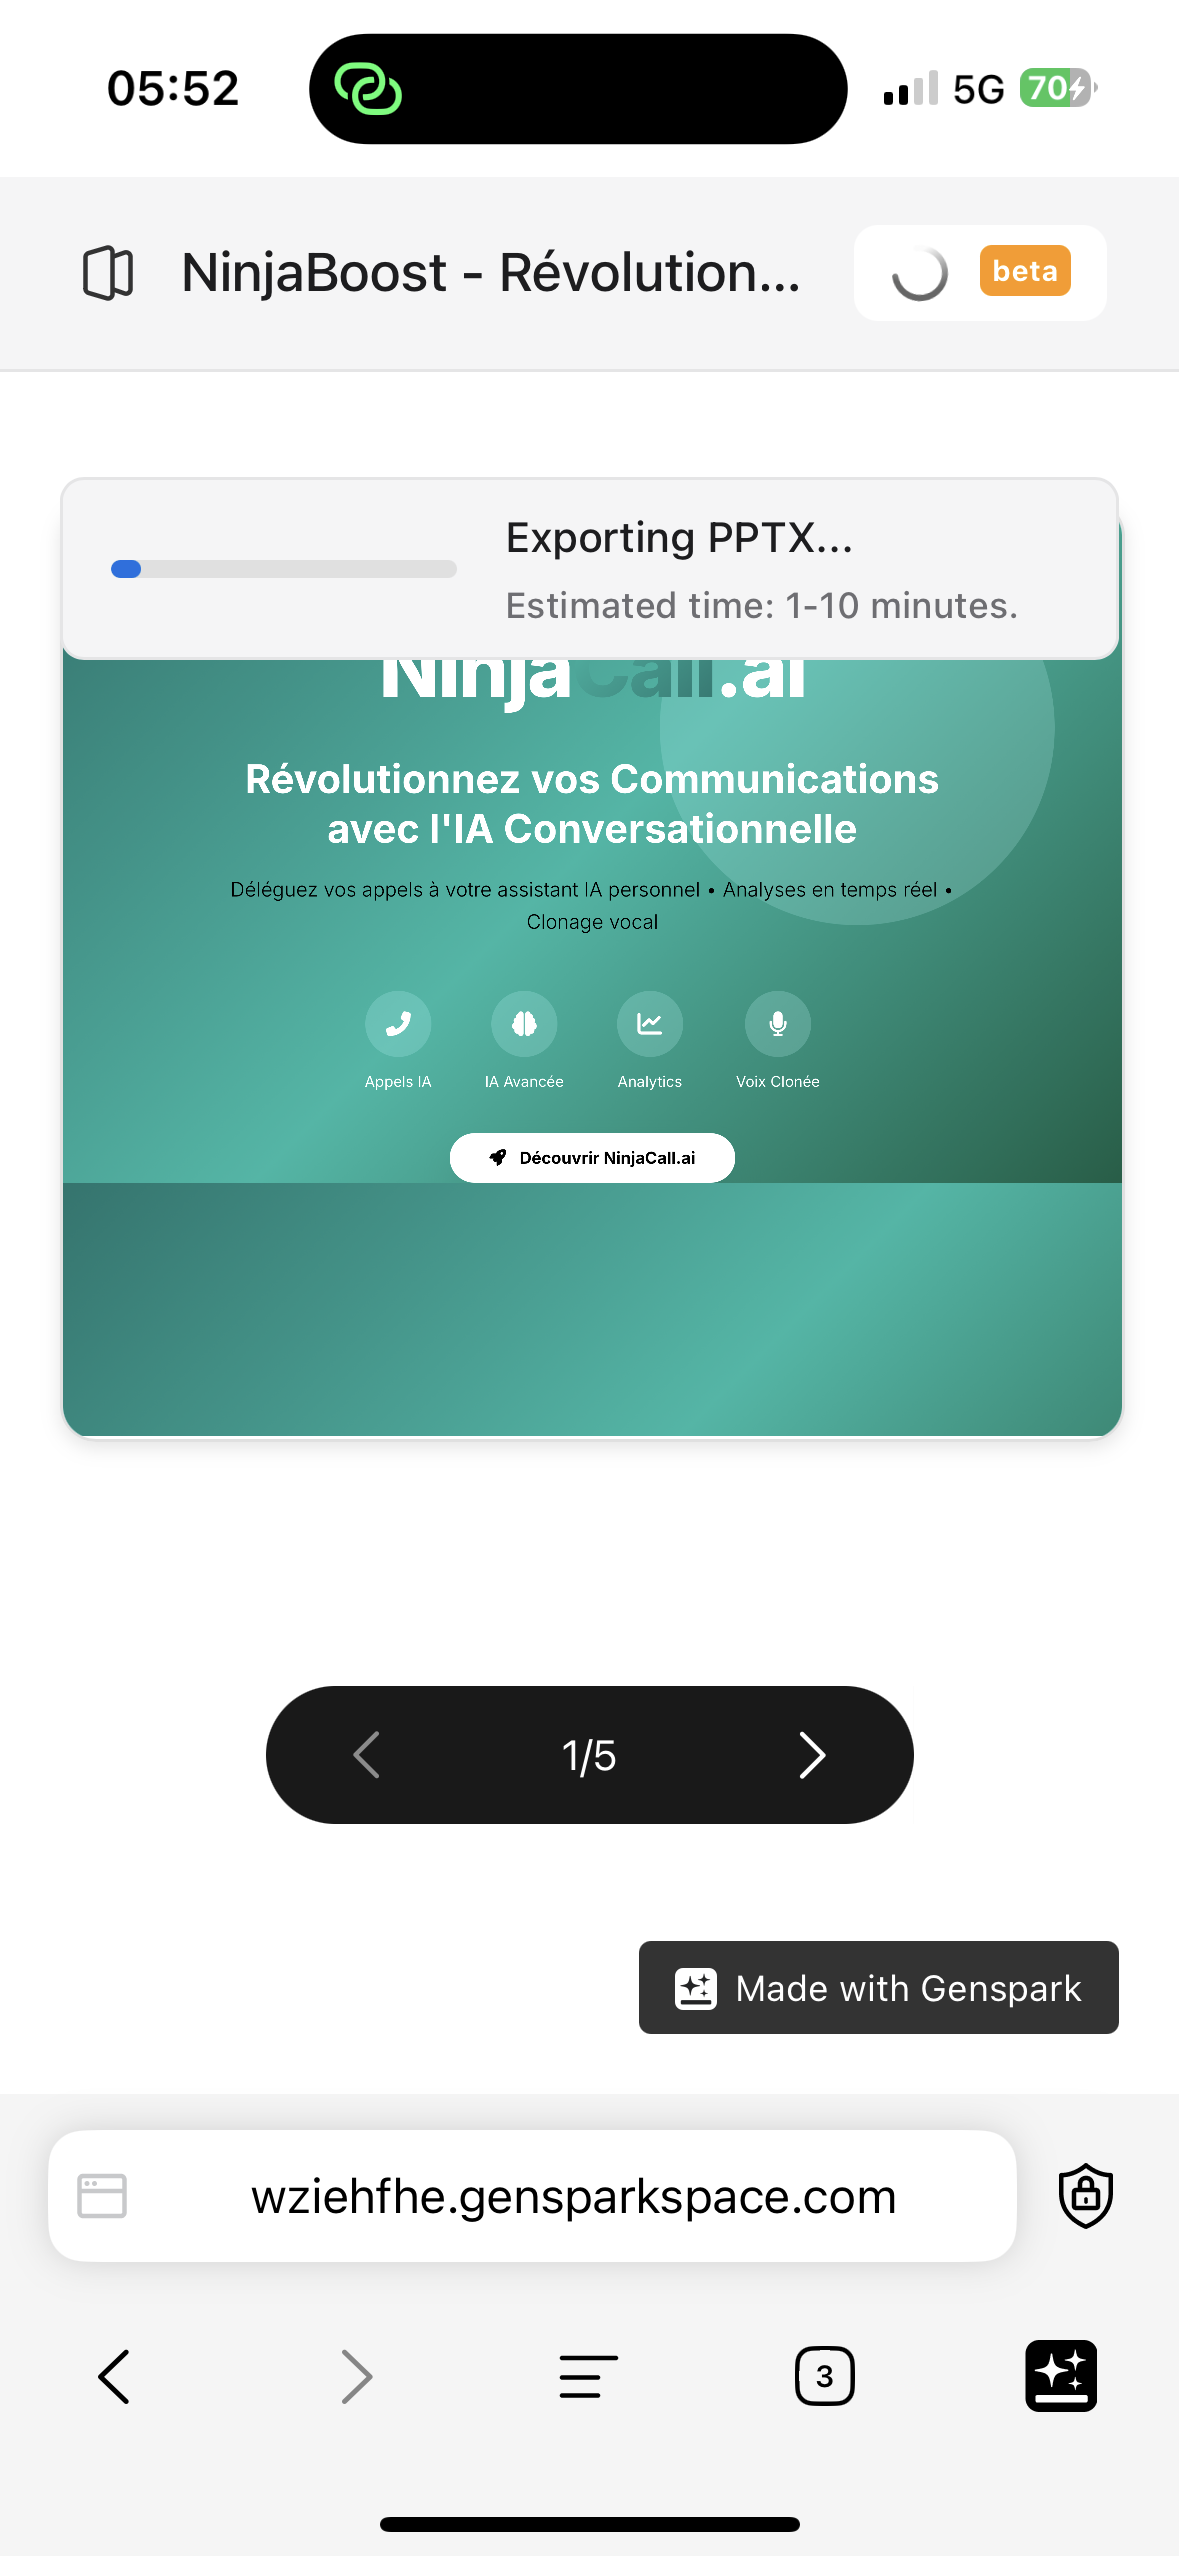 05:52
5G
70
NinjaBoost - Révolution...
beta
Exporting PPTX...
Estimated time: 1-10 minutes.
NinjaCall.ai
Révolutionnez vos Communications
avec l'IA Conversationnelle
Déléguez vos appels à votre assistant IA personnel • Analyses en temps réel •
Clonage vocal
Appels IA
IA Avancée
Analytics
Voix Clonée
Découvrir NinjaCall.ai
1/5
Made with Genspark
wziehfhe.gensparkspace.com
3